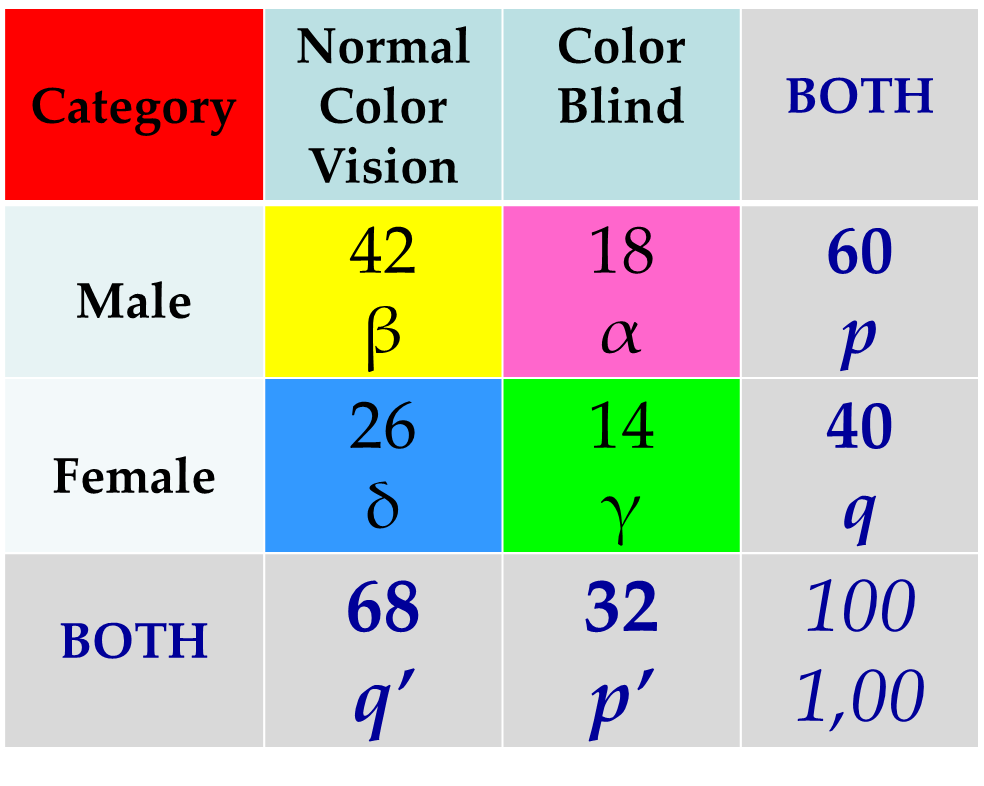 Category
Normal
Color
Vision
Color
Blind
BOTH
Male
42
β
18
α
60
p
Female
26
δ
14
γ
40
q
BOTH
68
q’
32
p’
100
1,00